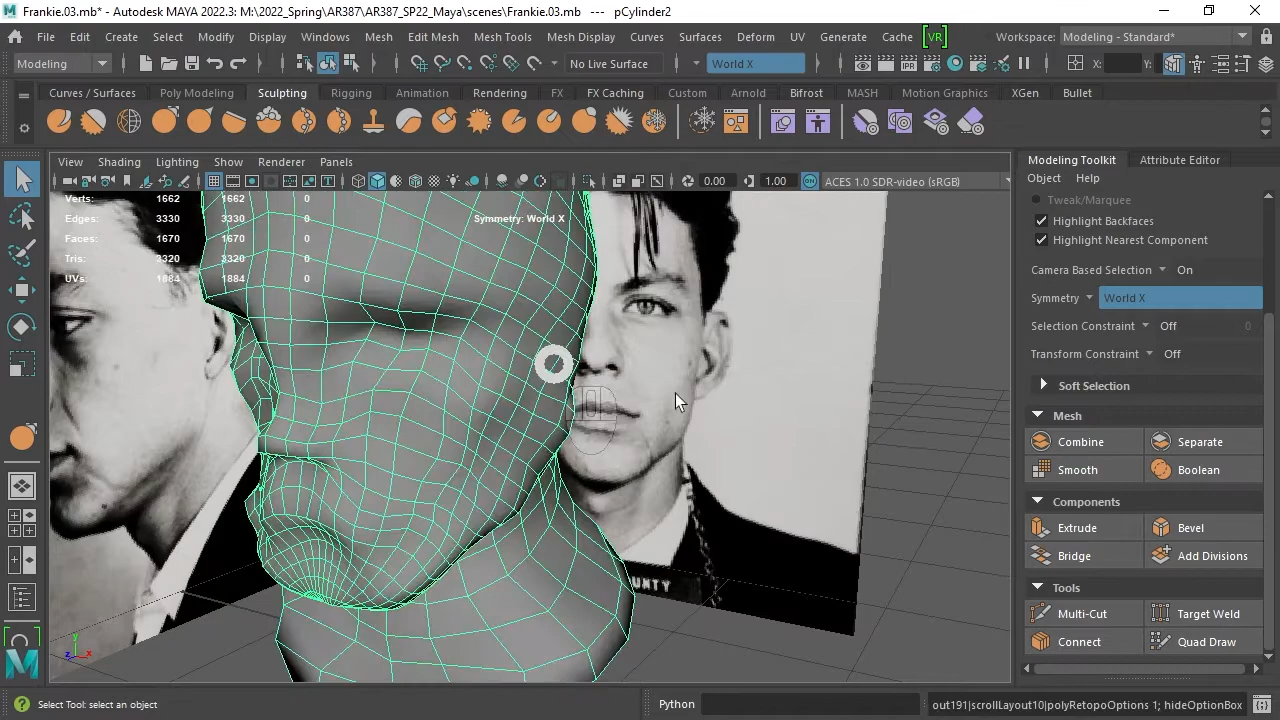 Frankie.03.mb* - Autodesk MAYA 2022.3: M:\2022_Spring\AR387\AR387_SP22_Maya\scenes\Frankie.03.mb --- pCylinder2
File Edit Create Select Modify Display Windows Mesh Edit Mesh Mesh Tools Mesh Display Curves Surfaces Deform UV Generate Cache VR Workspace: Modeling - Standard*
Modeling No Live Surface World X IPR X: Y:
Curves / Surfaces Poly Modeling Sculpting Rigging Animation Rendering FX FX Caching Custom Arnold Bifrost MASH Motion Graphics XGen Bullet
View Shading Lighting Show Renderer Panels
0.00 1.00 ACES 1.0 SDR-video (sRGB)
Verts: 1662 1662 0
Edges: 3330 3330 0
Faces: 1670 1670 0
Tris: 3320 3320 0
UVs: 1884 1884 0
Symmetry: World X
UNTY
y
z x
Modeling Toolkit Attribute Editor
Object Help
Tweak/Marquee
Highlight Backfaces
Highlight Nearest Component
Camera Based Selection On
Symmetry World X
Selection Constraint Off 0
Transform Constraint Off
Soft Selection
Mesh
Combine Separate
Smooth Boolean
Components
Extrude Bevel
Bridge Add Divisions
Tools
Multi-Cut Target Weld
Connect Quad Draw
Select Tool: select an object Python out191|scrollLayout10|polyRetopoOptions 1; hideOptionBox